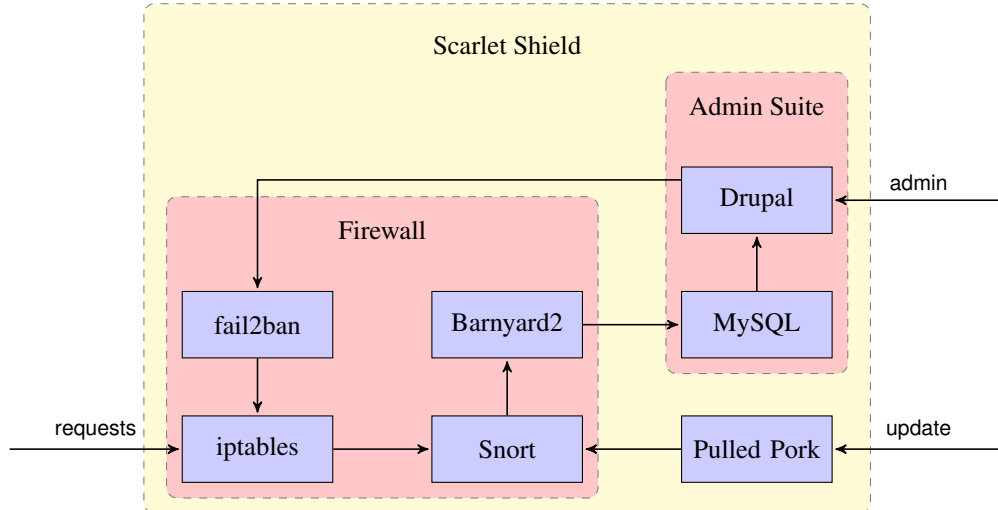 Scarlet Shield
Admin Suite
Drupal
admin
Firewall
fail2ban
Barnyard2
MySQL
requests
iptables
Snort
Pulled Pork
update